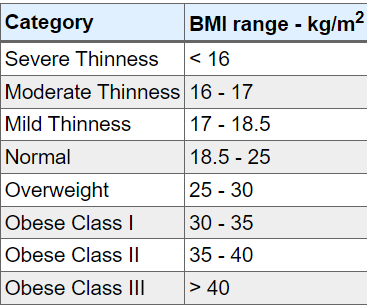 Category BMI range - kg/m2
Severe Thinness < 16
Moderate Thinness 16 - 17
Mild Thinness 17 - 18.5
Normal 18.5 - 25
Overweight 25 - 30
Obese Class I 30 - 35
Obese Class II 35 - 40
Obese Class III > 40